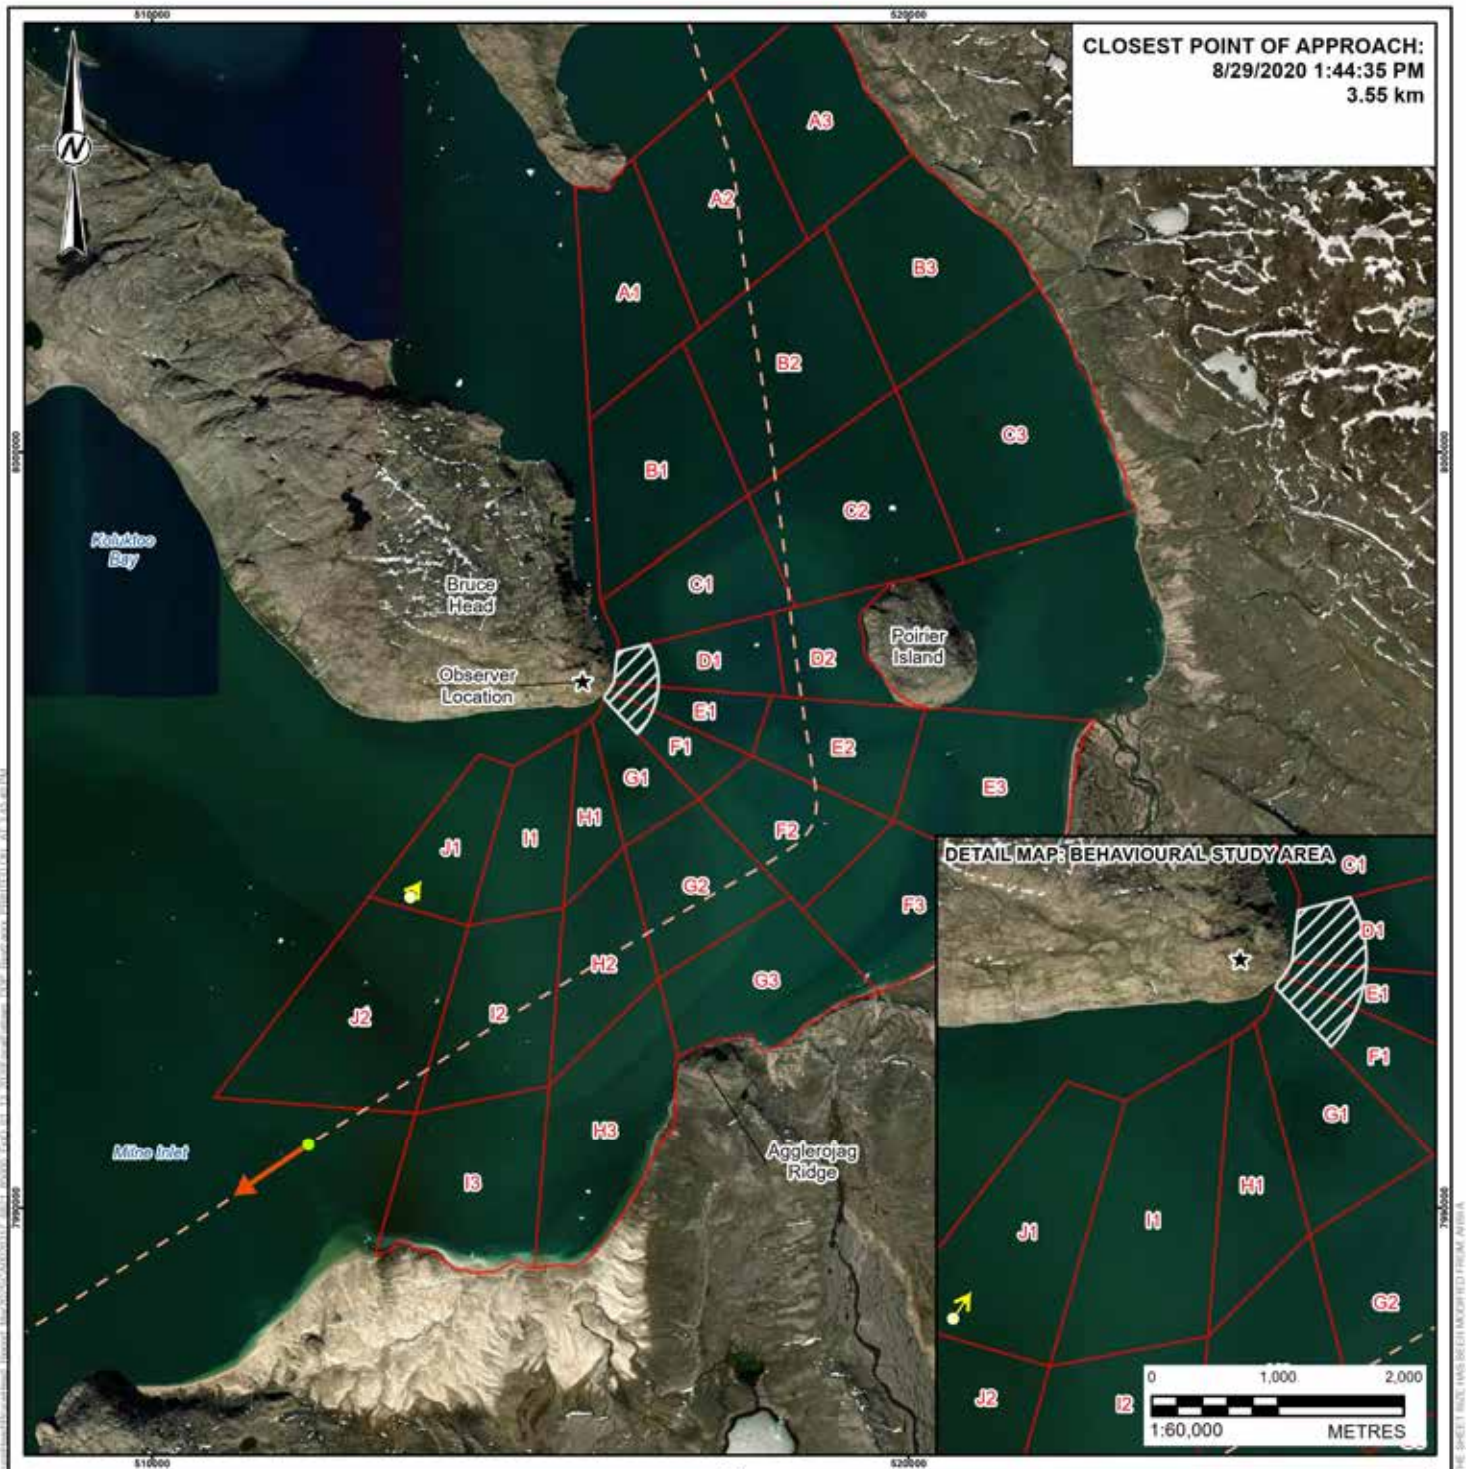 510000
520000
CLOSEST POINT OF APPROACH:
8/29/2020 1:44:35 PM
3.55 km
N
A3
A2
A1
B3
B2
8000000
8000000
C3
B1
C2
Koluktoo
Bay
Bruce
Head
C1
Poirier
Island
D1
D2
Observer
Location
E1
E2
F1
G1
E3
H1
I1
J1
F2
G2
F3
H2
G3
I2
J2
H3
Milne Inlet
Agglerojag
Ridge
I3
7990000
DETAIL MAP: BEHAVIOURAL STUDY AREA
C1
D1
E1
F1
G1
H1
I1
J1
G2
J2
I2
7990000
0
1,000
2,000
1:60,000
METRES
510000
520000